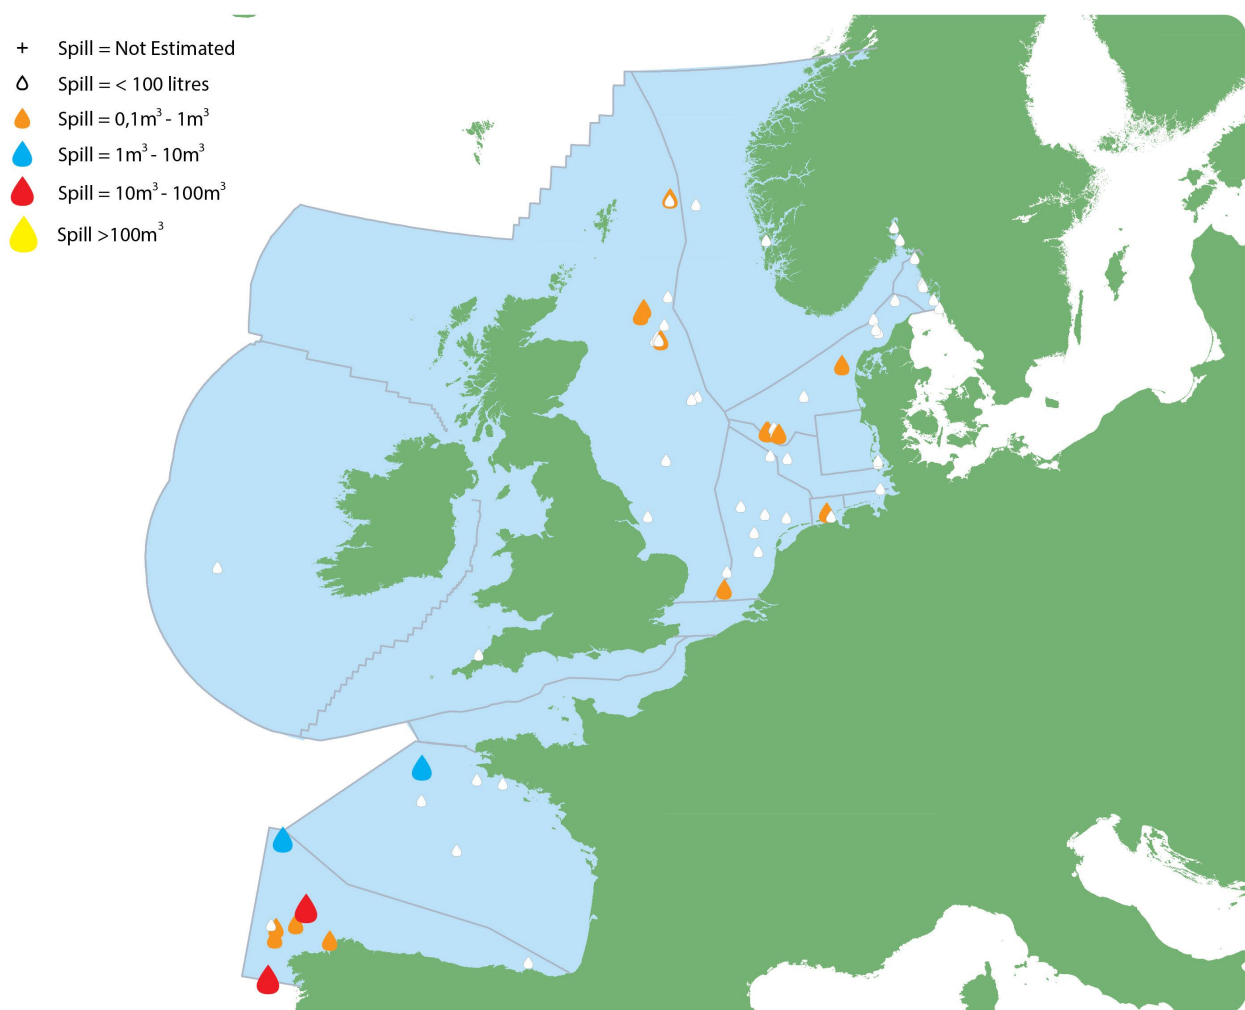 Spill = Not Estimated
Spill = < 100 litres
Spill = 0,1m³ - 1m³
Spill = 1m³ - 10m³
Spill = 10m³ - 100m³
Spill >100m³